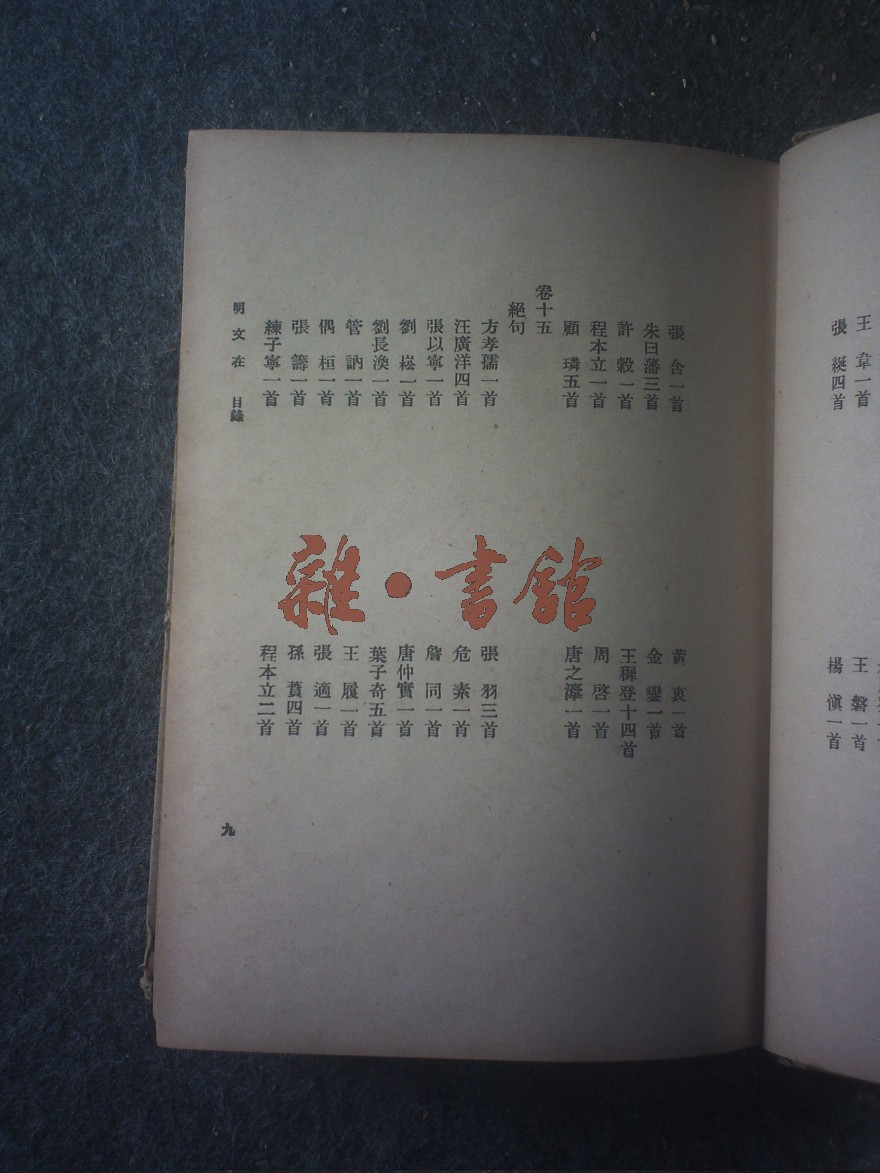 王韋一首
張綖四首
王磐一首
楊慎一首
張含一首
朱曰藩三首
許穀一首
程本立一首
顧璘五首
黃衷一首
金鑾一首
王穉登十四首
周啓一首
唐之一首
卷十五
絕句
方孝孺一首
汪廣洋四首
張以寧一首
劉崧一首
劉長渙一首
管訥一首
偶桓一首
張籌一首
練子寧一首
張羽三首
危素一首
詹同一首
唐仲實一首
葉子奇五首
王履一首
張適一首
孫蕡四首
程本立二首
明文在 目錄
九
雜·書館